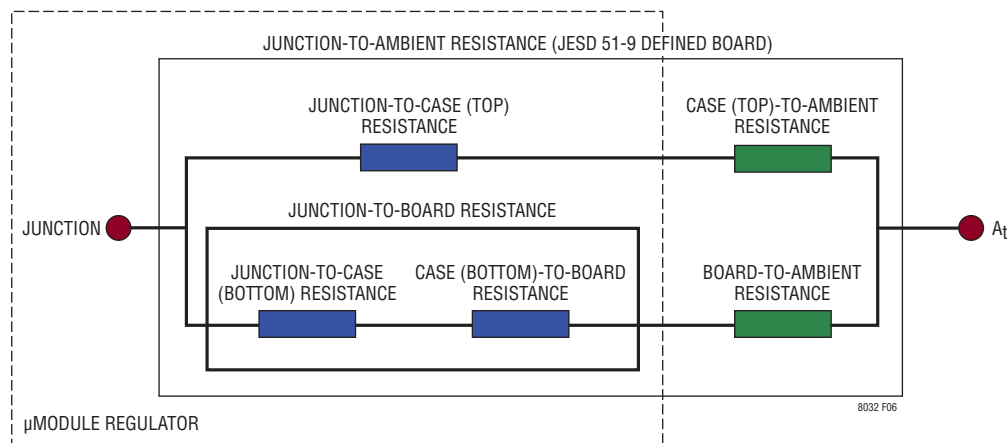 JUNCTION-TO-AMBIENT RESISTANCE (JESD 51-9 DEFINED BOARD)
JUNCTION-TO-CASE (TOP)
RESISTANCE
CASE (TOP)-TO-AMBIENT
RESISTANCE
JUNCTION-TO-BOARD RESISTANCE
JUNCTION
At
JUNCTION-TO-CASE
(BOTTOM) RESISTANCE
CASE (BOTTOM)-TO-BOARD
RESISTANCE
BOARD-TO-AMBIENT
RESISTANCE
8032 F06
µMODULE REGULATOR